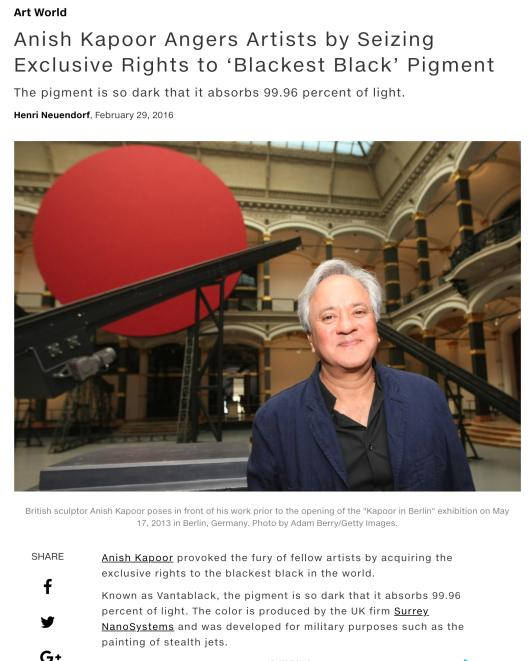 Art World
Anish Kapoor Angers Artists by Seizing
Exclusive Rights to ‘Blackest Black’ Pigment
The pigment is so dark that it absorbs 99.96 percent of light.
Henri Neuendorf, February 29, 2016
British sculptor Anish Kapoor poses in front of his work prior to the opening of the "Kapoor in Berlin" exhibition on May
17, 2013 in Berlin, Germany. Photo by Adam Berry/Getty Images.
SHARE
Anish Kapoor provoked the fury of fellow artists by acquiring the
exclusive rights to the blackest black in the world.
Known as Vantablack, the pigment is so dark that it absorbs 99.96
percent of light. The color is produced by the UK firm Surrey
NanoSystems and was developed for military purposes such as the
painting of stealth jets.